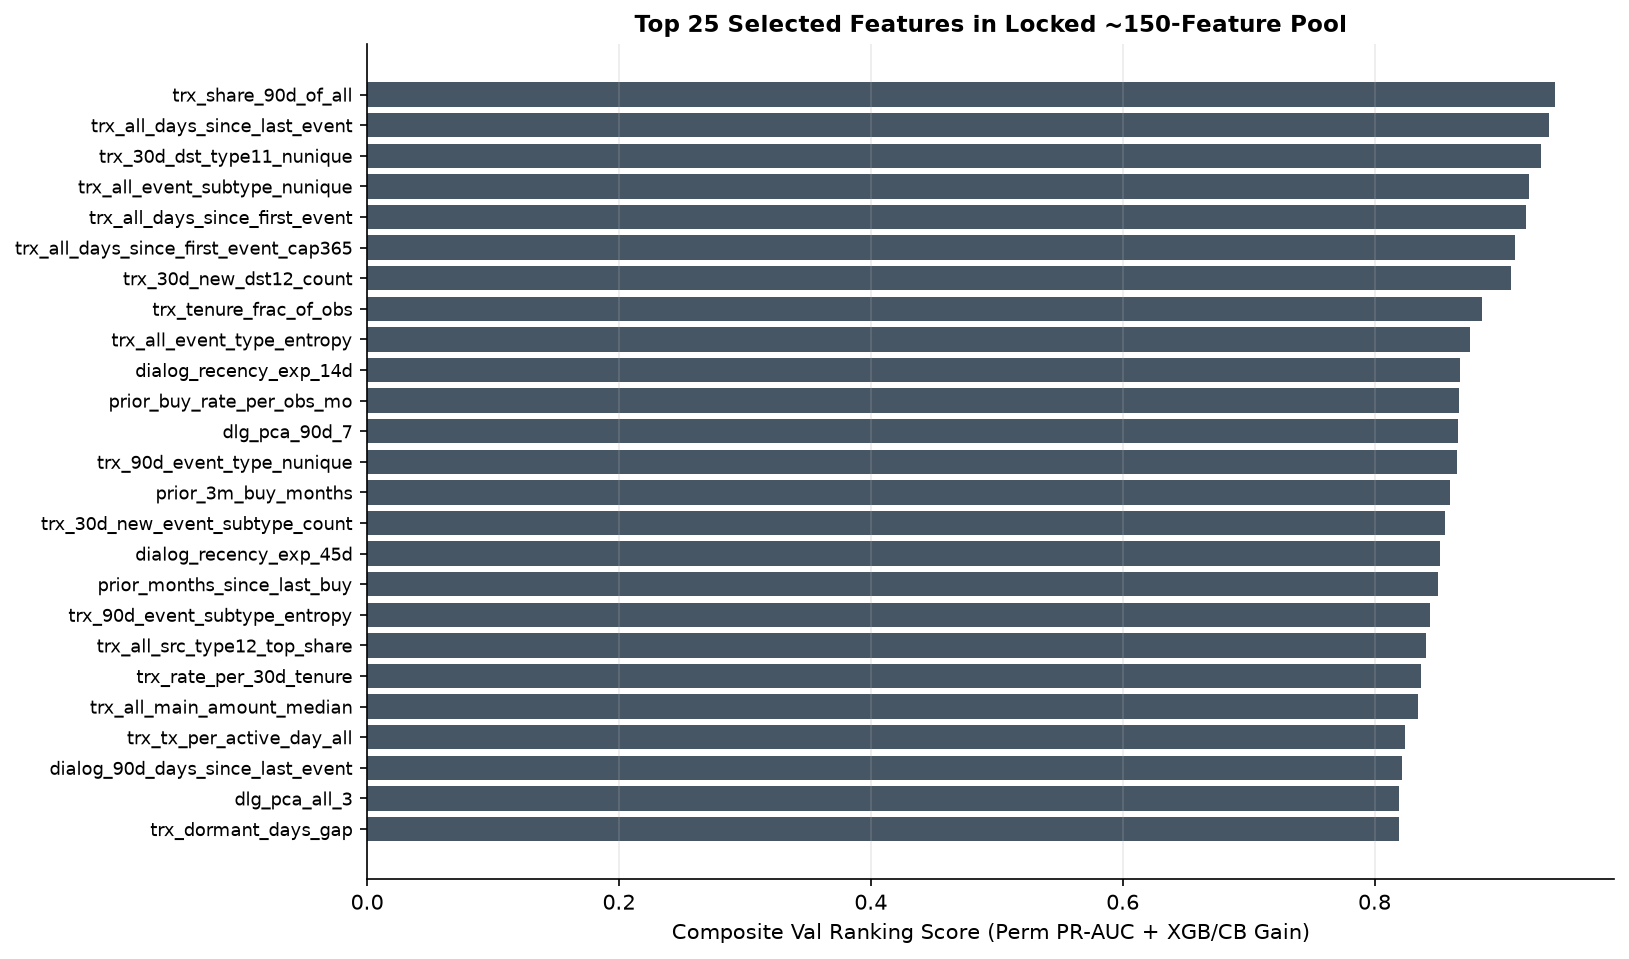 Top 25 Selected Features in Locked ~150-Feature Pool
trx_share_90d_of_all
trx_all_days_since_last_event
trx_30d_dst_type11_nunique
trx_all_event_subtype_nunique
trx_all_days_since_first_event
trx_all_days_since_first_event_cap365
trx_30d_new_dst12_count
trx_tenure_frac_of_obs
trx_all_event_type_entropy
dialog_recency_exp_14d
prior_buy_rate_per_obs_mo
dlg_pca_90d_7
trx_90d_event_type_nunique
prior_3m_buy_months
trx_30d_new_event_subtype_count
dialog_recency_exp_45d
prior_months_since_last_buy
trx_90d_event_subtype_entropy
trx_all_src_type12_top_share
trx_rate_per_30d_tenure
trx_all_main_amount_median
trx_tx_per_active_day_all
dialog_90d_days_since_last_event
dlg_pca_all_3
trx_dormant_days_gap
0.0 0.2 0.4 0.6 0.8
Composite Val Ranking Score (Perm PR-AUC + XGB/CB Gain)